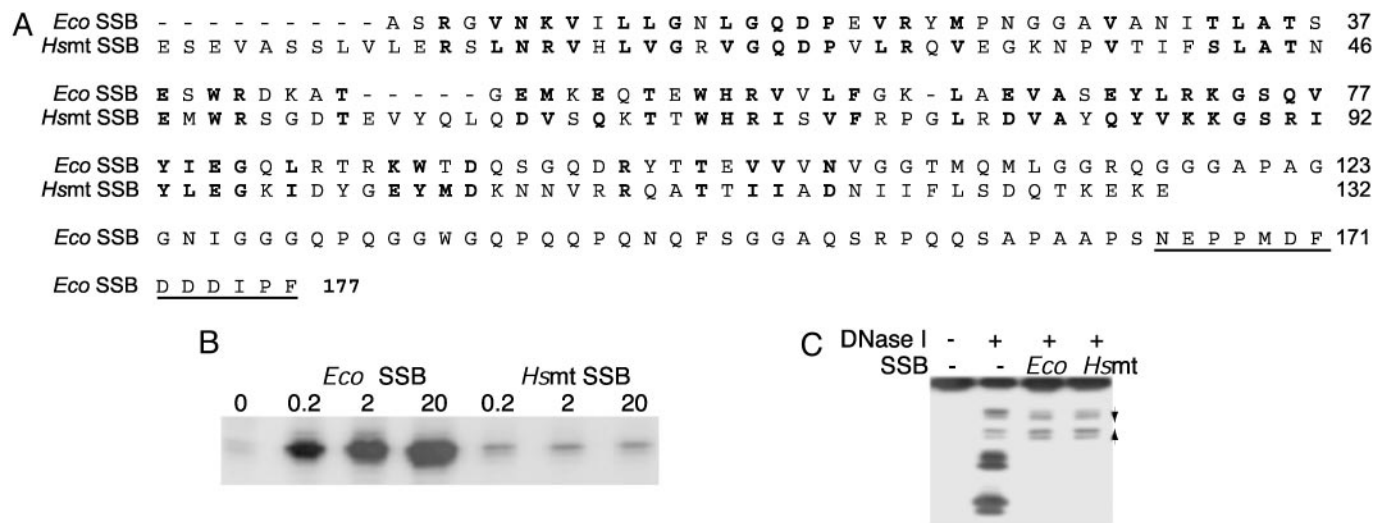 A
Eco SSB - - - - - - - - - A S R G V N K V I L L G N L G Q D P E V R Y M P N G G A V A N I T L A T S 37
Hsmt SSB E S E V A S S L V L E R S L N R V H L V G R V G Q D P V L R Q V E G K N P V T I F S L A T N 46
Eco SSB E S W R D K A T - - - - - G E M K E Q T E W H R V V L F G K - L A E V A S E Y L R K G S Q V 77
Hsmt SSB E M W R S G D T E V Y Q L Q D V S Q K T T W H R I S V F R P G L R D V A Y Q Y V K K G S R I 92
Eco SSB Y I E G Q L R T R K W T D Q S G Q D R Y T T E V V V N V G G T M Q M L G G R Q G G G A P A G 123
Hsmt SSB Y L E G K I D Y G E Y M D K N N V R R Q A T T I I A D N I I F L S D Q T K E K E 132
Eco SSB G N I G G G Q P Q G G W G Q P Q Q P Q N Q F S G G A Q S R P Q Q S A P A A P S N E P P M D F 171
Eco SSB D D D I P F 177
B
Eco SSB Hsmt SSB
0 0.2 2 20 0.2 2 20
C
DNase I - + + +
SSB - - Eco Hsmt